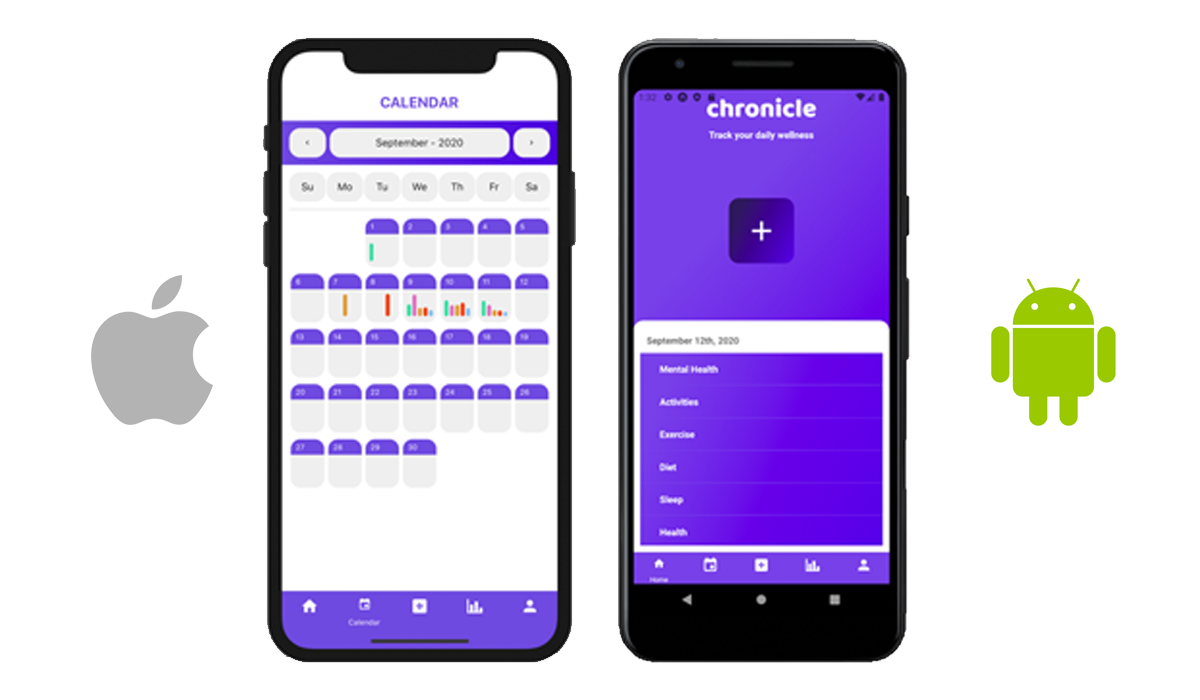 CALENDAR
September - 2020
Su Mo Tu We Th Fr Sa
1 2 3 4 5
6 7 8 9 10 11 12
13 14 15 16 17 18 19
20 21 22 23 24 25 26
27 28 29 30
Calendar
1:32
chronicle
Track your daily wellness
+
September 12th, 2020
Mental Health
Activities
Exercise
Diet
Sleep
Health
Home